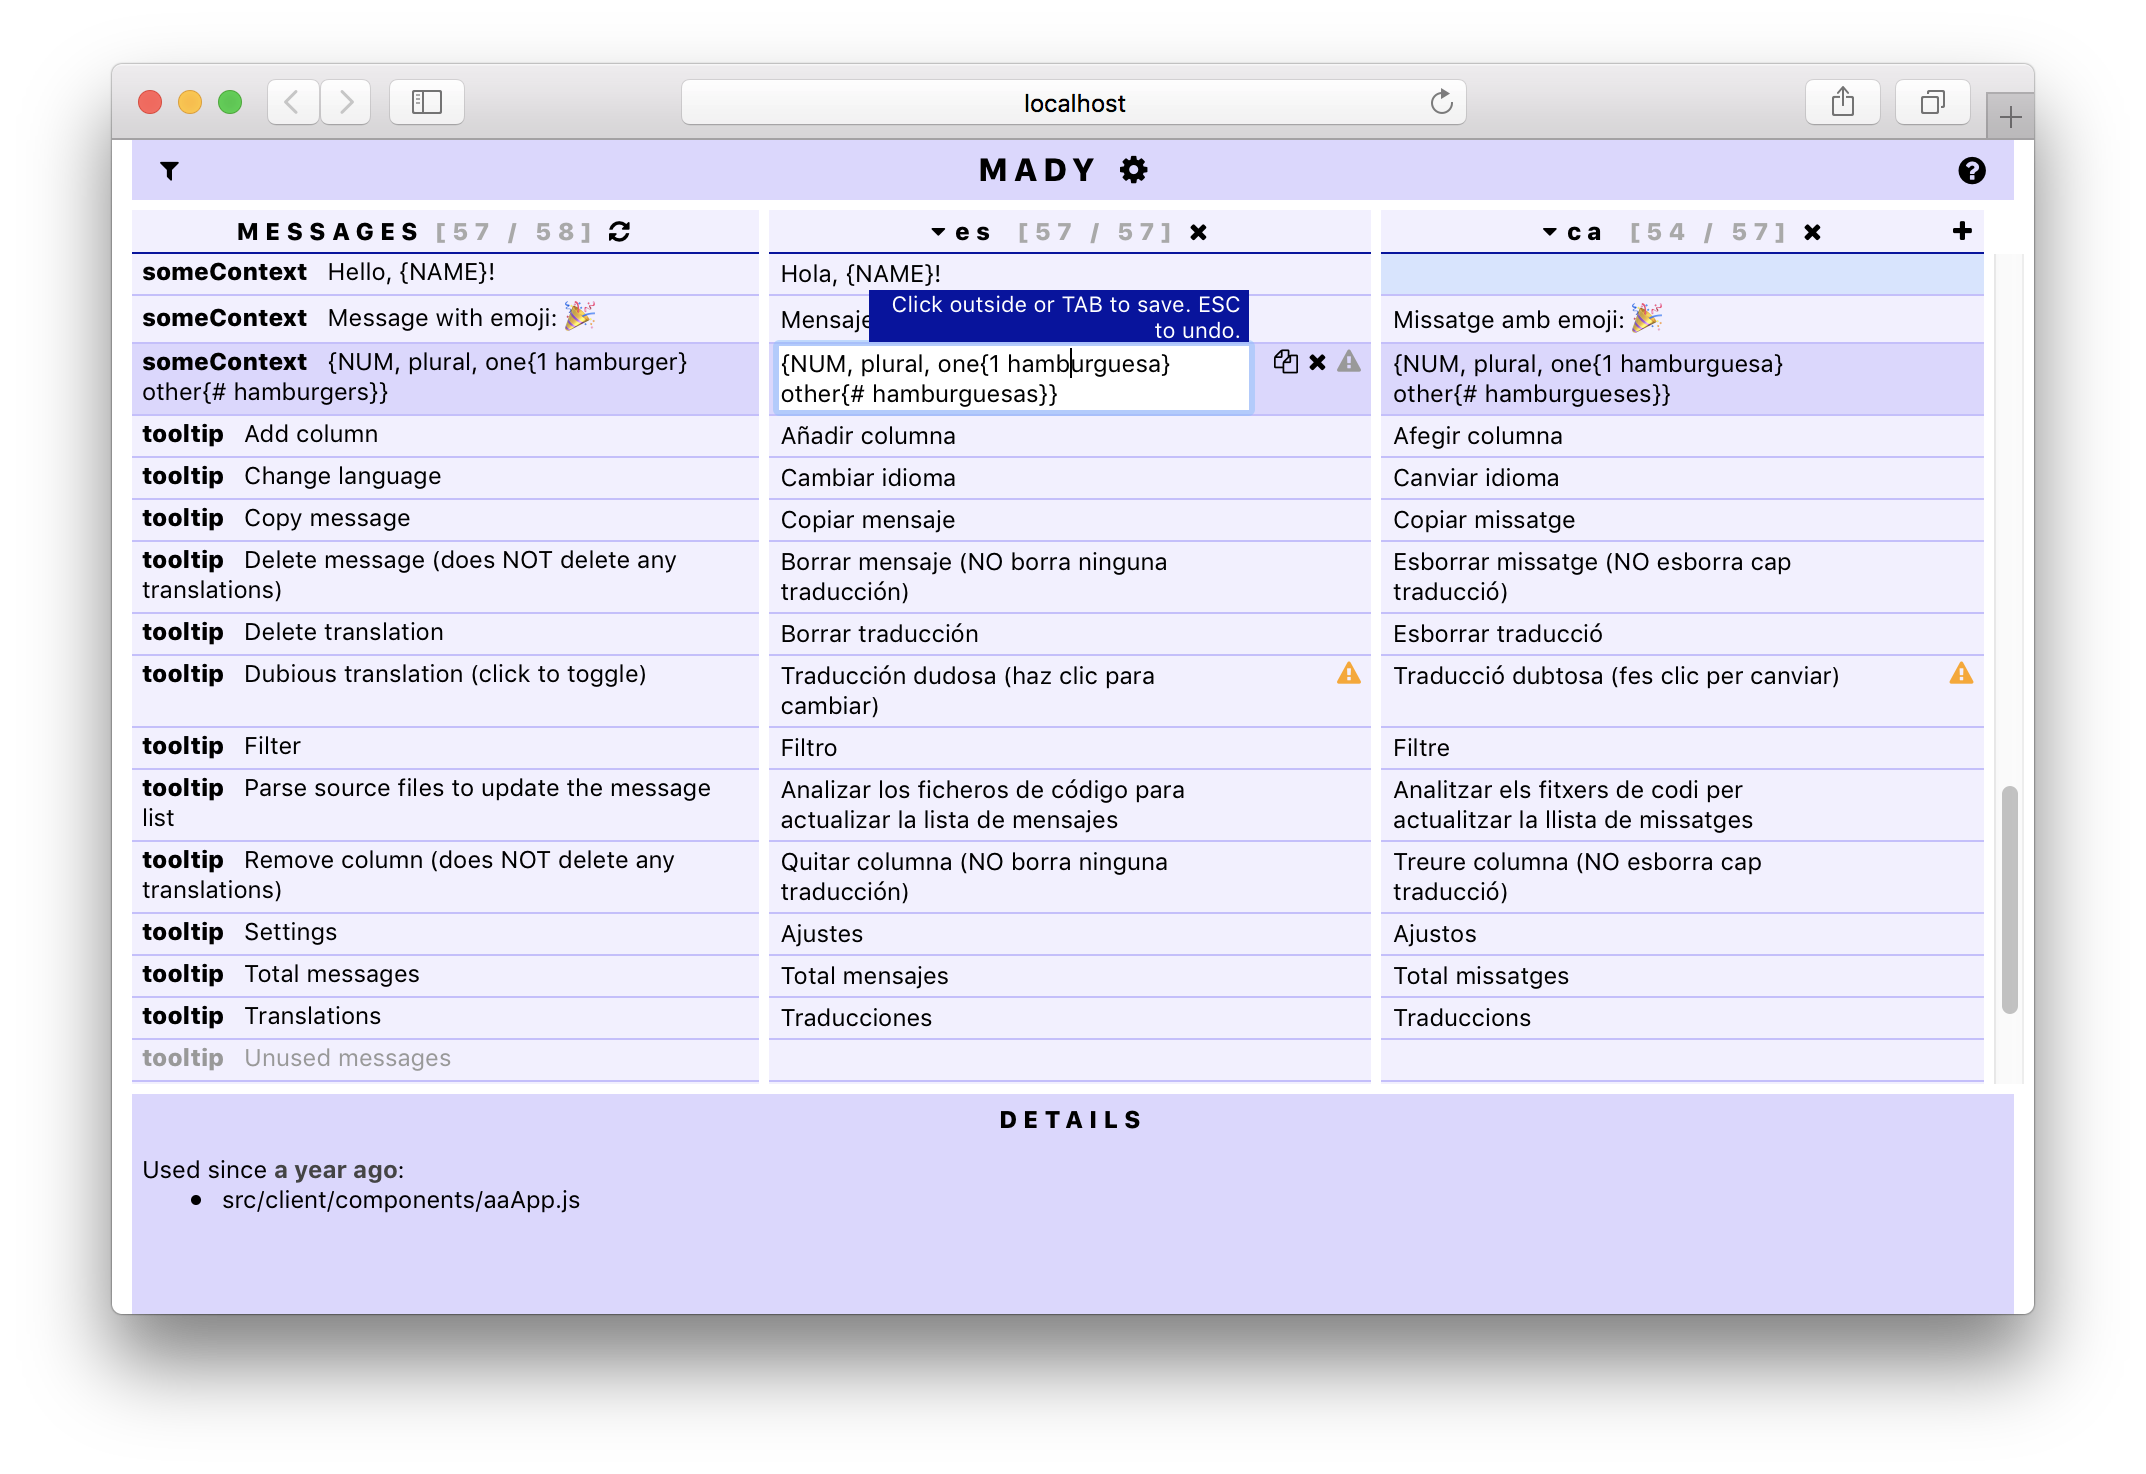 localhost
MADY
MESSAGES [57 / 58]
es [57 / 57]
ca [54 / 57]
someContext Hello, {NAME}!
Hola, {NAME}!
someContext Message with emoji: 🎉
Mensaje
Click outside or TAB to save. ESC
to undo.
Missatge amb emoji: 🎉
someContext {NUM, plural, one{1 hamburger}
other{# hamburgers}}
{NUM, plural, one{1 hamburguesa}
other{# hamburguesas}}
{NUM, plural, one{1 hamburguesa}
other{# hamburgueses}}
tooltip Add column
Añadir columna
Afegir columna
tooltip Change language
Cambiar idioma
Canviar idioma
tooltip Copy message
Copiar mensaje
Copiar missatge
tooltip Delete message (does NOT delete any
translations)
Borrar mensaje (NO borra ninguna
traducción)
Esborrar missatge (NO esborra cap
traducció)
tooltip Delete translation
Borrar traducción
Esborrar traducció
tooltip Dubious translation (click to toggle)
Traducción dudosa (haz clic para
cambiar)
Traducció dubtosa (fes clic per canviar)
tooltip Filter
Filtro
Filtre
tooltip Parse source files to update the message
list
Analizar los ficheros de código para
actualizar la lista de mensajes
Analitzar els fitxers de codi per
actualitzar la llista de missatges
tooltip Remove column (does NOT delete any
translations)
Quitar columna (NO borra ninguna
traducción)
Treure columna (NO esborra cap
traducció)
tooltip Settings
Ajustes
Ajustos
tooltip Total messages
Total mensajes
Total missatges
tooltip Translations
Traducciones
Traduccions
tooltip Unused messages
DETAILS
Used since a year ago:
• src/client/components/aaApp.js